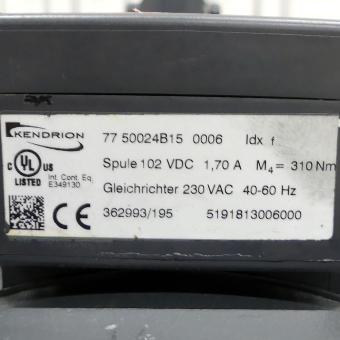 KENDRION 77 50024B15 0006 Idx f
C UL US LISTED
Int. Cont. Eq.
E349130
Spule 102 VDC 1,70 A M4 = 310 Nm
Gleichrichter 230 VAC 40-60 Hz
CE 362993/195 5191813006000